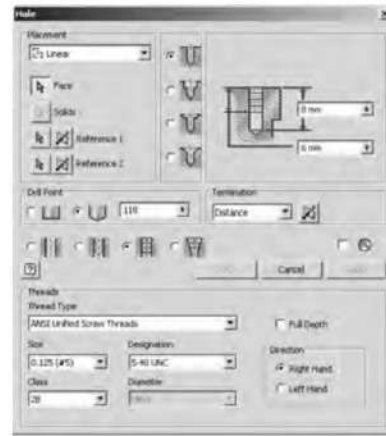 Hole
Placement
Linear
Face
Solids
Reference 1
Reference 2
8 mm
6 mm
Drill Point
Termination
118
Distance
Cancel
Threads
Thread Type
ANSI Unified Screw Threads
Full Depth
Size
Designation
0.125 (#5)
5-40 UNC
Direction
Right Hand
Left Hand
Class
Diameter
2B